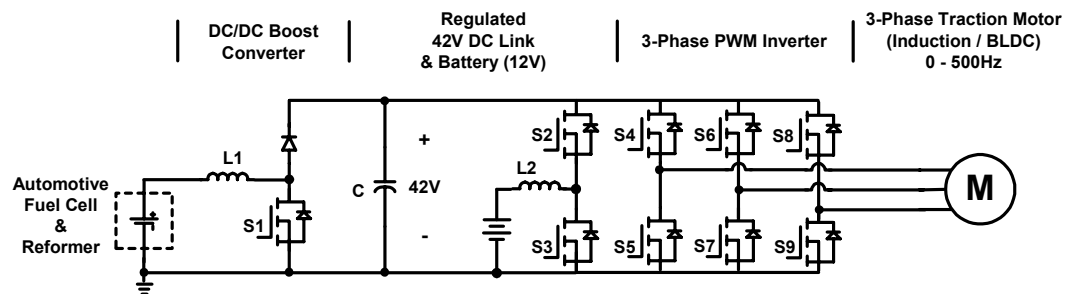 DC/DC Boost
Converter
Regulated
42V DC Link
& Battery (12V)
3-Phase PWM Inverter
3-Phase Traction Motor
(Induction / BLDC)
0 - 500Hz
Automotive
Fuel Cell
&
Reformer
L1
S1
C
+
42V
-
L2
S2
S3
S4
S5
S6
S7
S8
S9
M